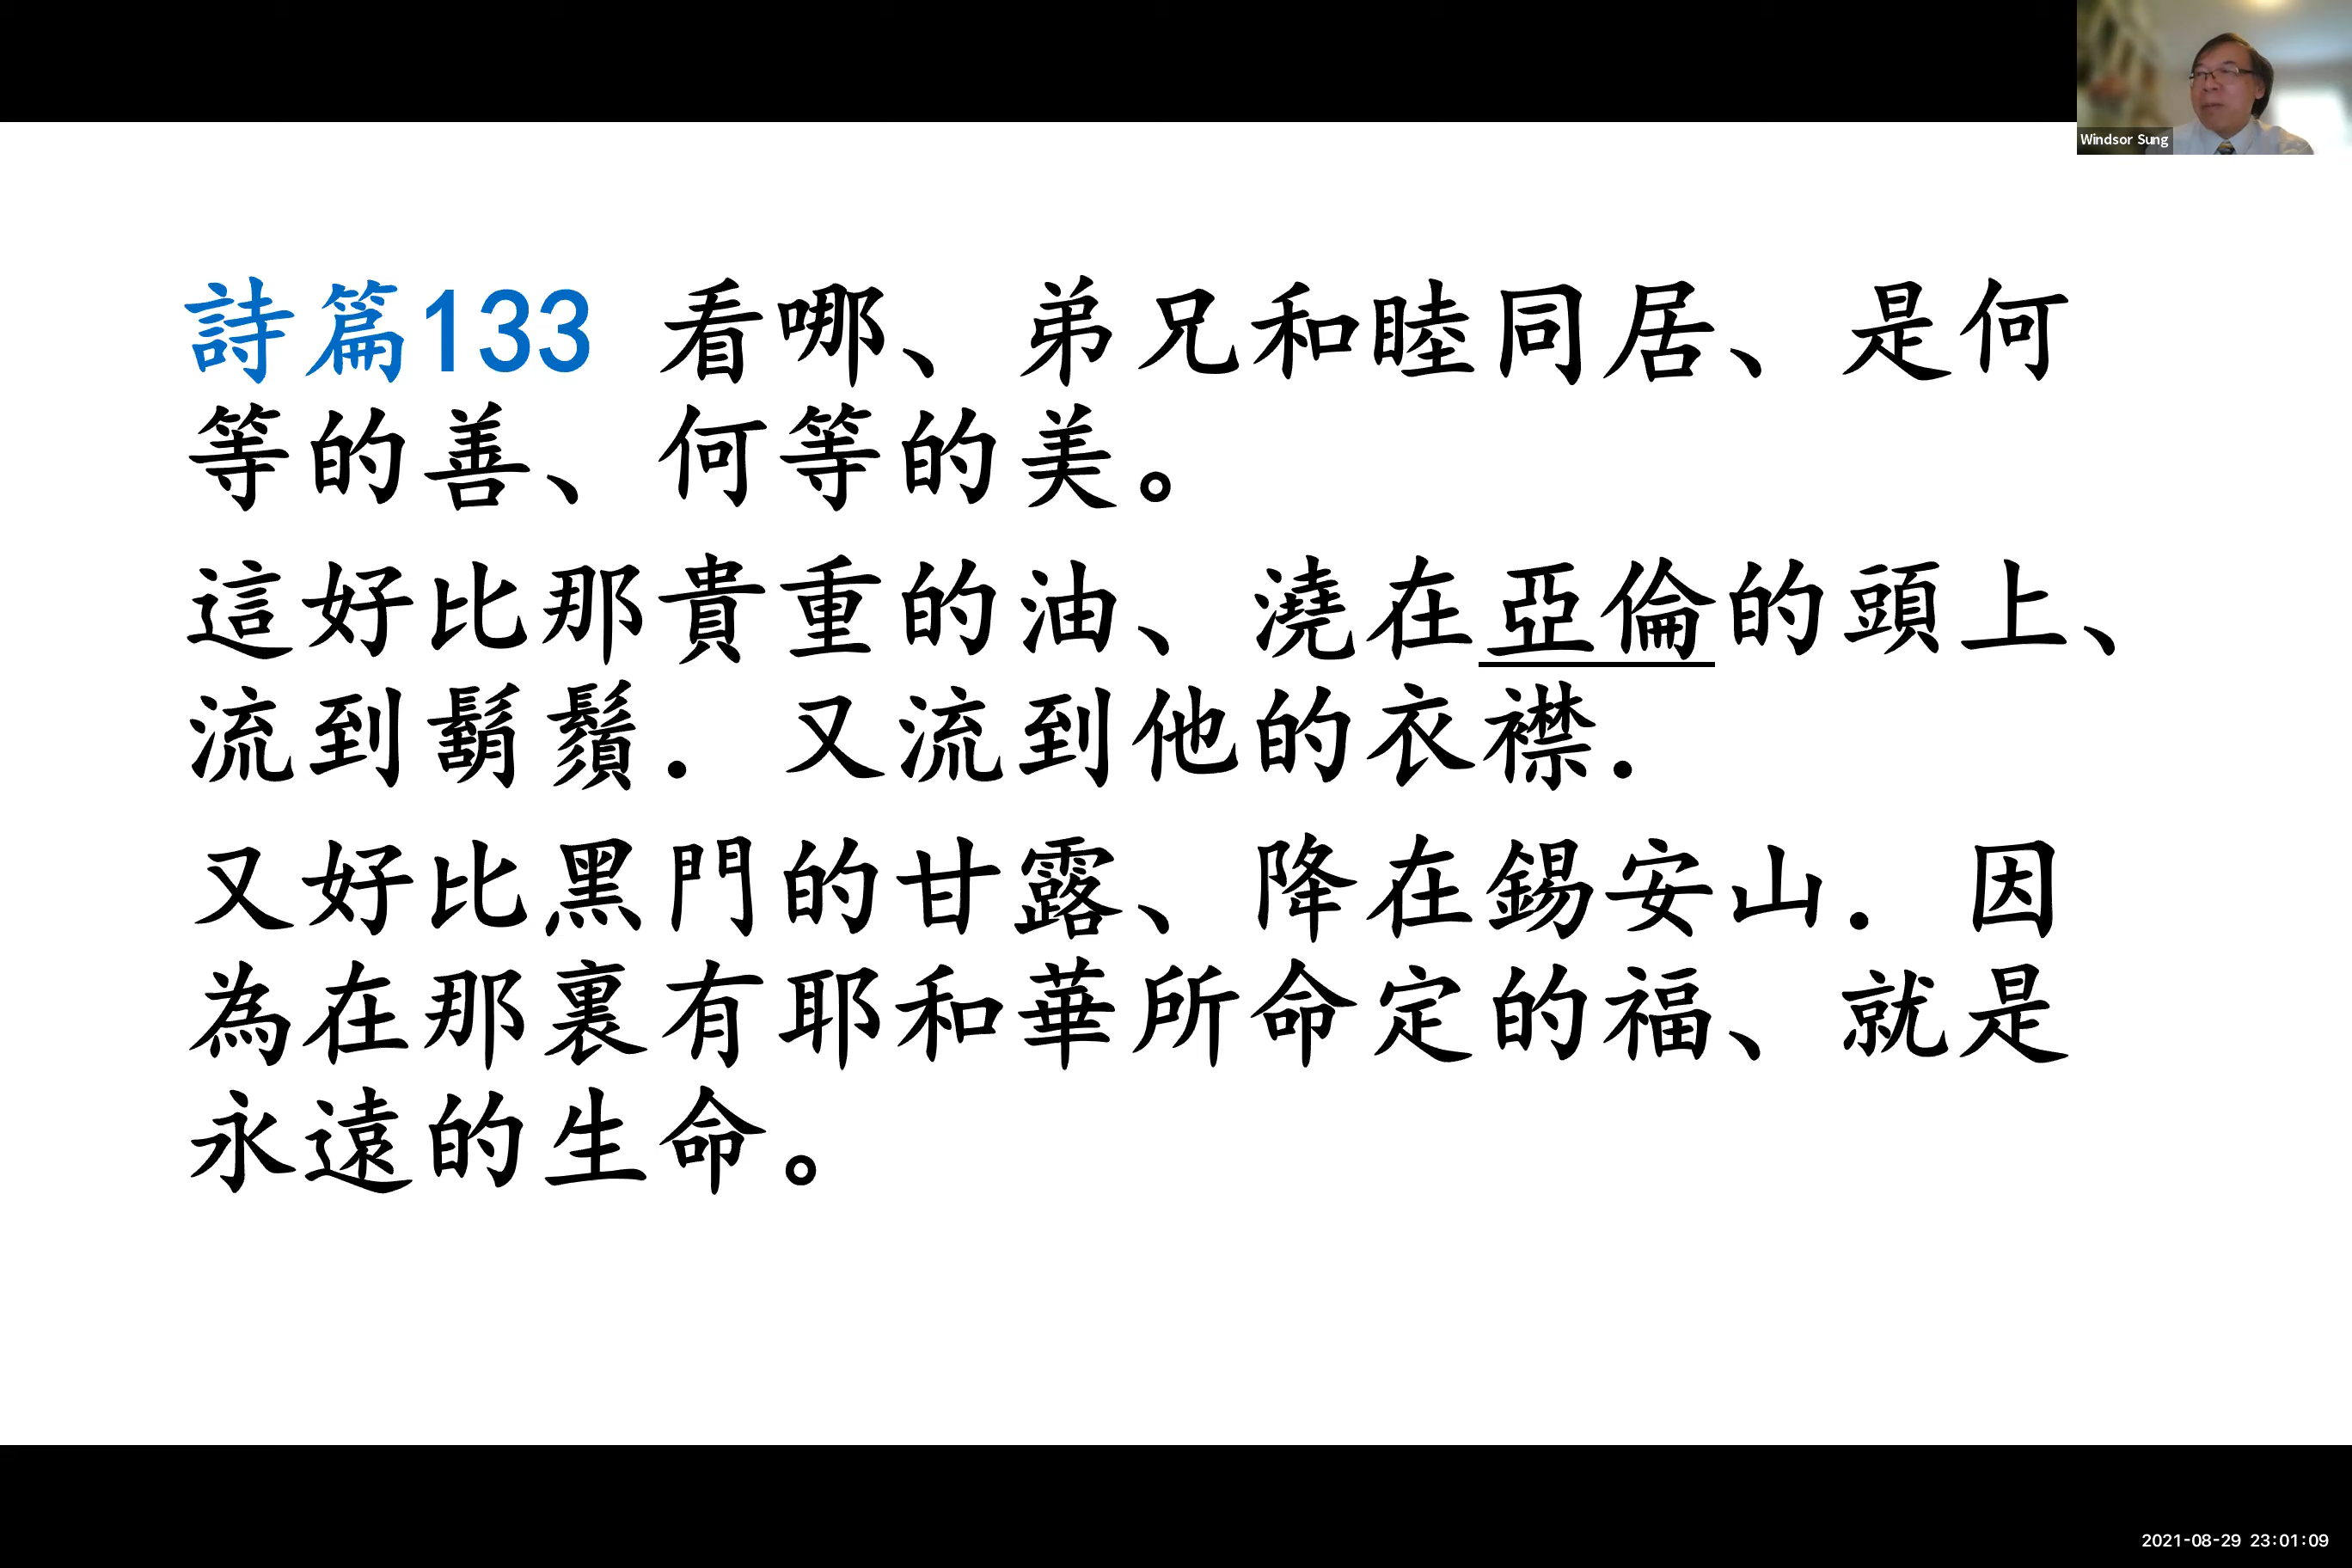 Windsor Sung
詩篇133 看哪、弟兄和睦同居、是何
等的善、何等的美。
這好比那貴重的油、澆在亞倫的頭上、
流到鬍鬚．又流到他的衣襟．
又好比黑門的甘露、降在錫安山．因
為在那裏有耶和華所命定的福、就是
永遠的生命。
2021-08-29 23:01:09